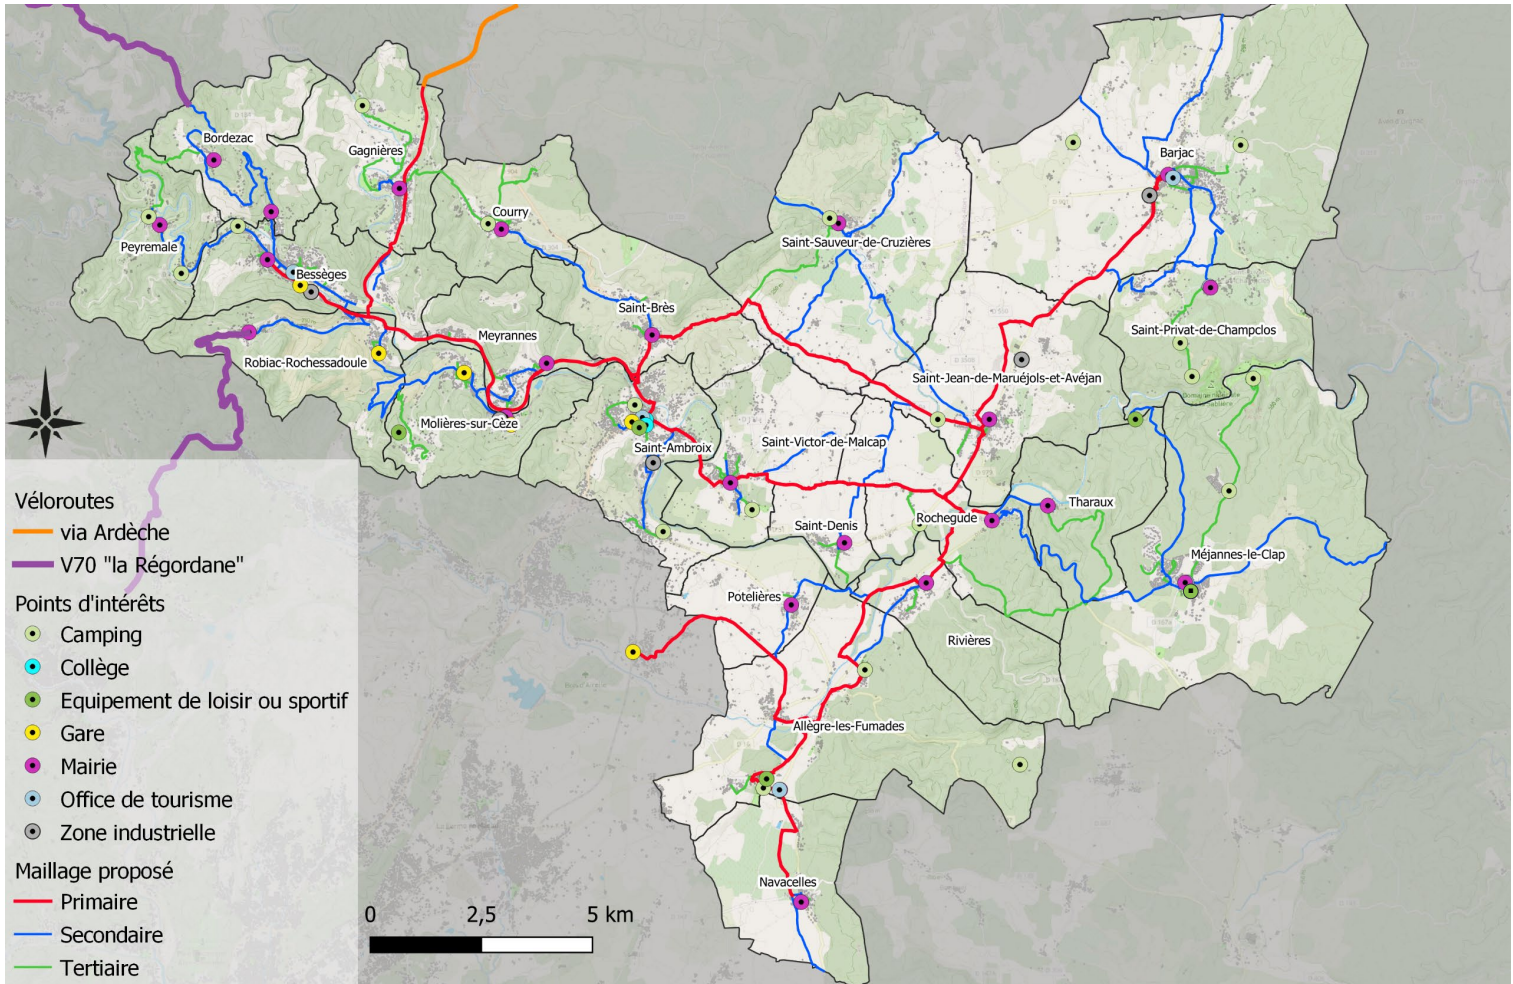 Bordezac
Gagnières
Barjac
Courry
Peyremale
Saint-Sauveur-de-Cruzières
Bessèges
Saint-Brès
Meyrannes
Saint-Privat-de-Champclos
Robiac-Rochessadoule
Saint-Jean-de-Maruéjols-et-Avéjan
Molières-sur-Cèze
Saint-Ambroix
Saint-Victor-de-Malcap
Tharaux
Rochegude
Saint-Denis
Méjannes-le-Clap
Potelières
Rivières
Allègre-les-Fumades
Navacelles
Véloroutes
via Ardèche
V70 "la Régordane"
Points d'intérêts
Camping
Collège
Equipement de loisir ou sportif
Gare
Mairie
Office de tourisme
Zone industrielle
Maillage proposé
Primaire
Secondaire
Tertiaire
0 2,5 5 km